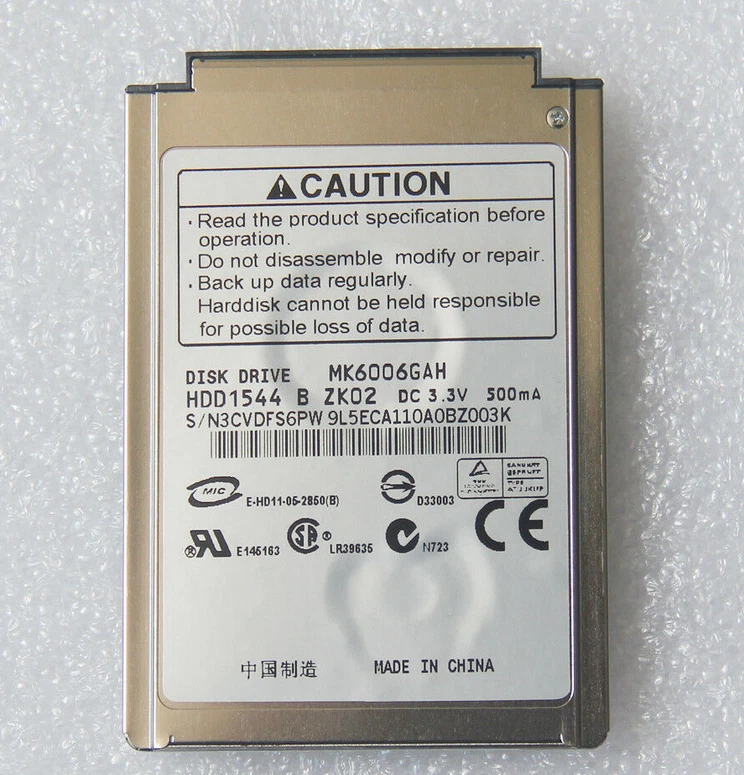 CAUTION
· Read the product specification before
operation.
· Do not disassemble modify or repair.
· Back up data regularly.
Harddisk cannot be held responsible
for possible loss of data.
DISK DRIVE MK6006GAH
HDD1544 B ZK02 DC 3.3V 500mA
S/N3CVDFS6PW 9L5ECA110A0BZ003K
MIC E-HD11-05-2850(B) D33003
® E145163 ® LR39635 N723 CE
中国制造 MADE IN CHINA